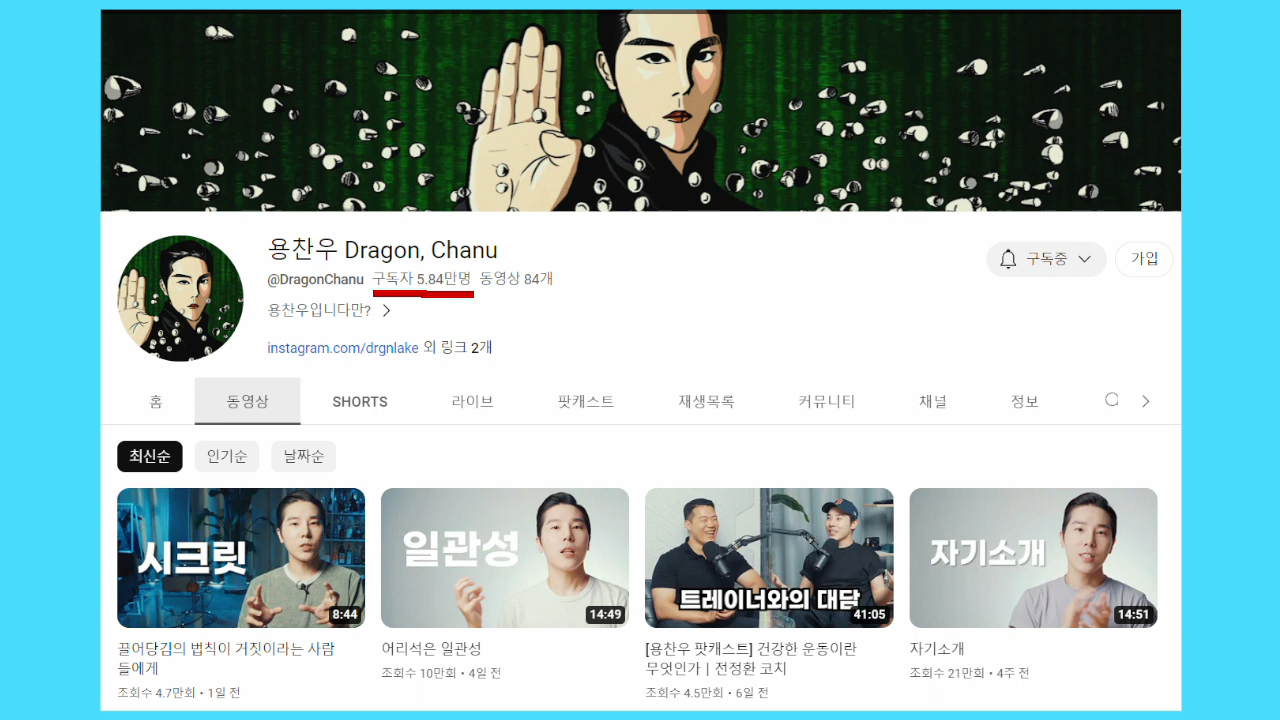 용찬우 Dragon, Chanu
@DragonChanu 구독자 5.84만명 동영상 84개
용찬우입니다만?
instagram.com/drgnlake 외 링크 2개
구독중
가입
홈 동영상 SHORTS 라이브 팟캐스트 재생목록 커뮤니티 채널 정보
최신순 인기순 날짜순
시크릿
8:44
일관성
14:49
트레이너와의 대담
41:05
자기소개
14:51
끌어당김의 법칙이 거짓이라는 사람
들에게
조회수 4.7만회 • 1일 전
어리석은 일관성
조회수 10만회 • 4일 전
[용찬우 팟캐스트] 건강한 운동이란
무엇인가 | 전정환 코치
조회수 4.5만회 • 6일 전
자기소개
조회수 21만회 • 4주 전